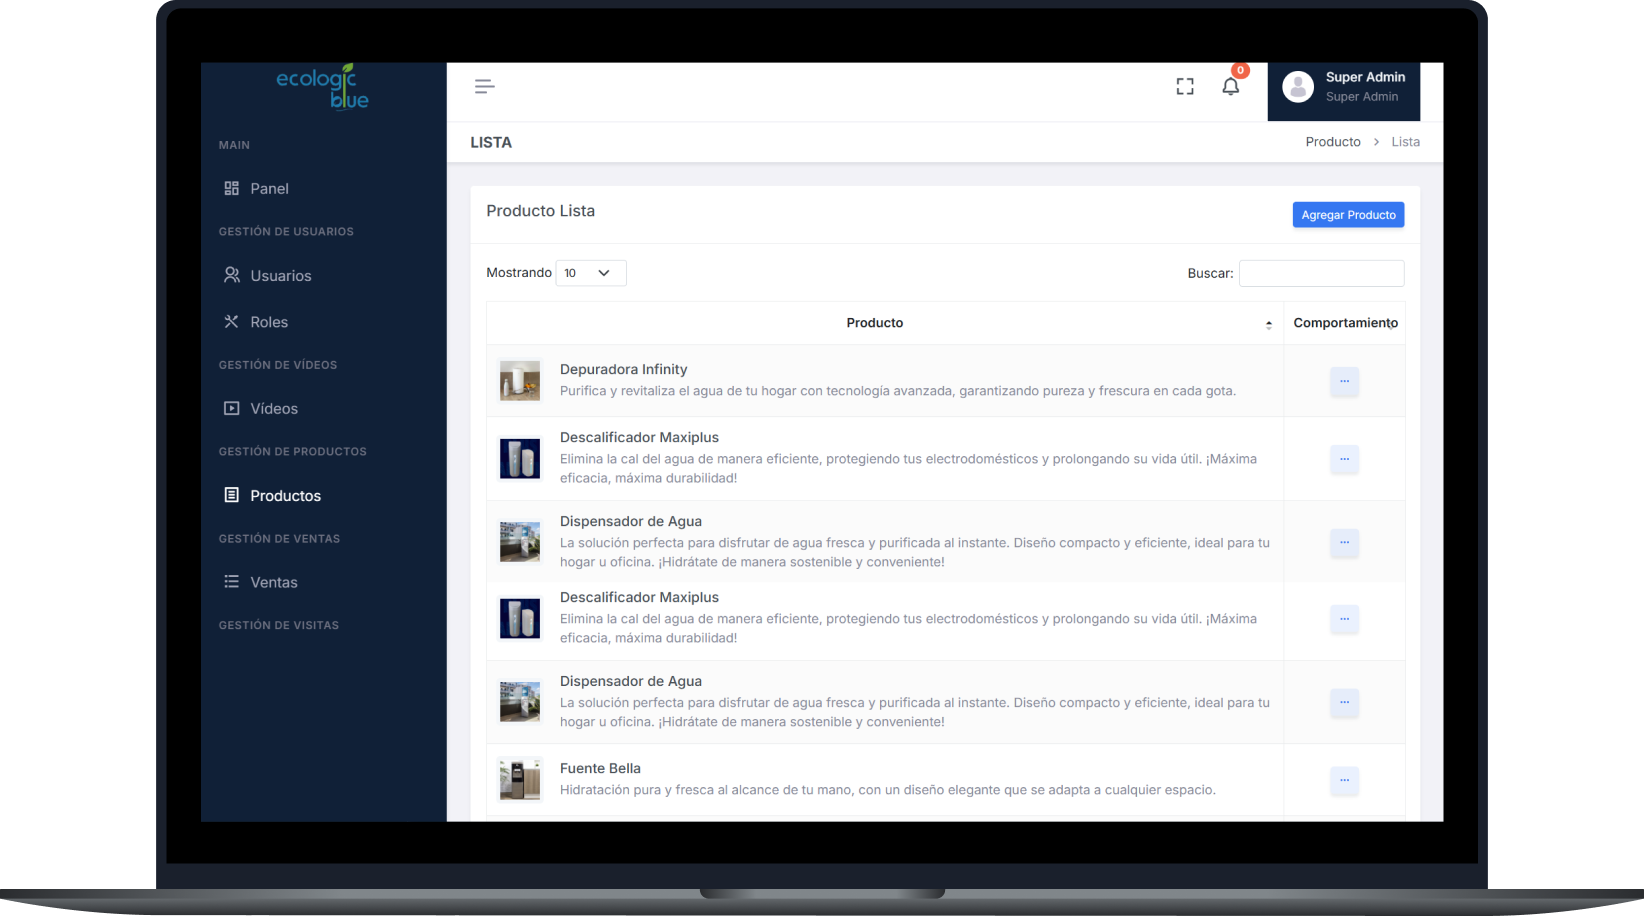 ecologic
blue
MAIN
Panel
GESTIÓN DE USUARIOS
Usuarios
Roles
GESTIÓN DE VÍDEOS
Vídeos
GESTIÓN DE PRODUCTOS
Productos
GESTIÓN DE VENTAS
Ventas
GESTIÓN DE VISITAS
0
Super Admin
Super Admin
LISTA
Producto > Lista
Producto Lista
Agregar Producto
Mostrando 10
Buscar:
Producto
Comportamiento
Depuradora Infinity
Purifica y revitaliza el agua de tu hogar con tecnología avanzada, garantizando pureza y frescura en cada gota.
...
Descalificador Maxiplus
Elimina la cal del agua de manera eficiente, protegiendo tus electrodomésticos y prolongando su vida útil. ¡Máxima
eficacia, máxima durabilidad!
...
Dispensador de Agua
La solución perfecta para disfrutar de agua fresca y purificada al instante. Diseño compacto y eficiente, ideal para tu
hogar u oficina. ¡Hidrátate de manera sostenible y conveniente!
...
Descalificador Maxiplus
Elimina la cal del agua de manera eficiente, protegiendo tus electrodomésticos y prolongando su vida útil. ¡Máxima
eficacia, máxima durabilidad!
...
Dispensador de Agua
La solución perfecta para disfrutar de agua fresca y purificada al instante. Diseño compacto y eficiente, ideal para tu
hogar u oficina. ¡Hidrátate de manera sostenible y conveniente!
...
Fuente Bella
Hidratación pura y fresca al alcance de tu mano, con un diseño elegante que se adapta a cualquier espacio.
...